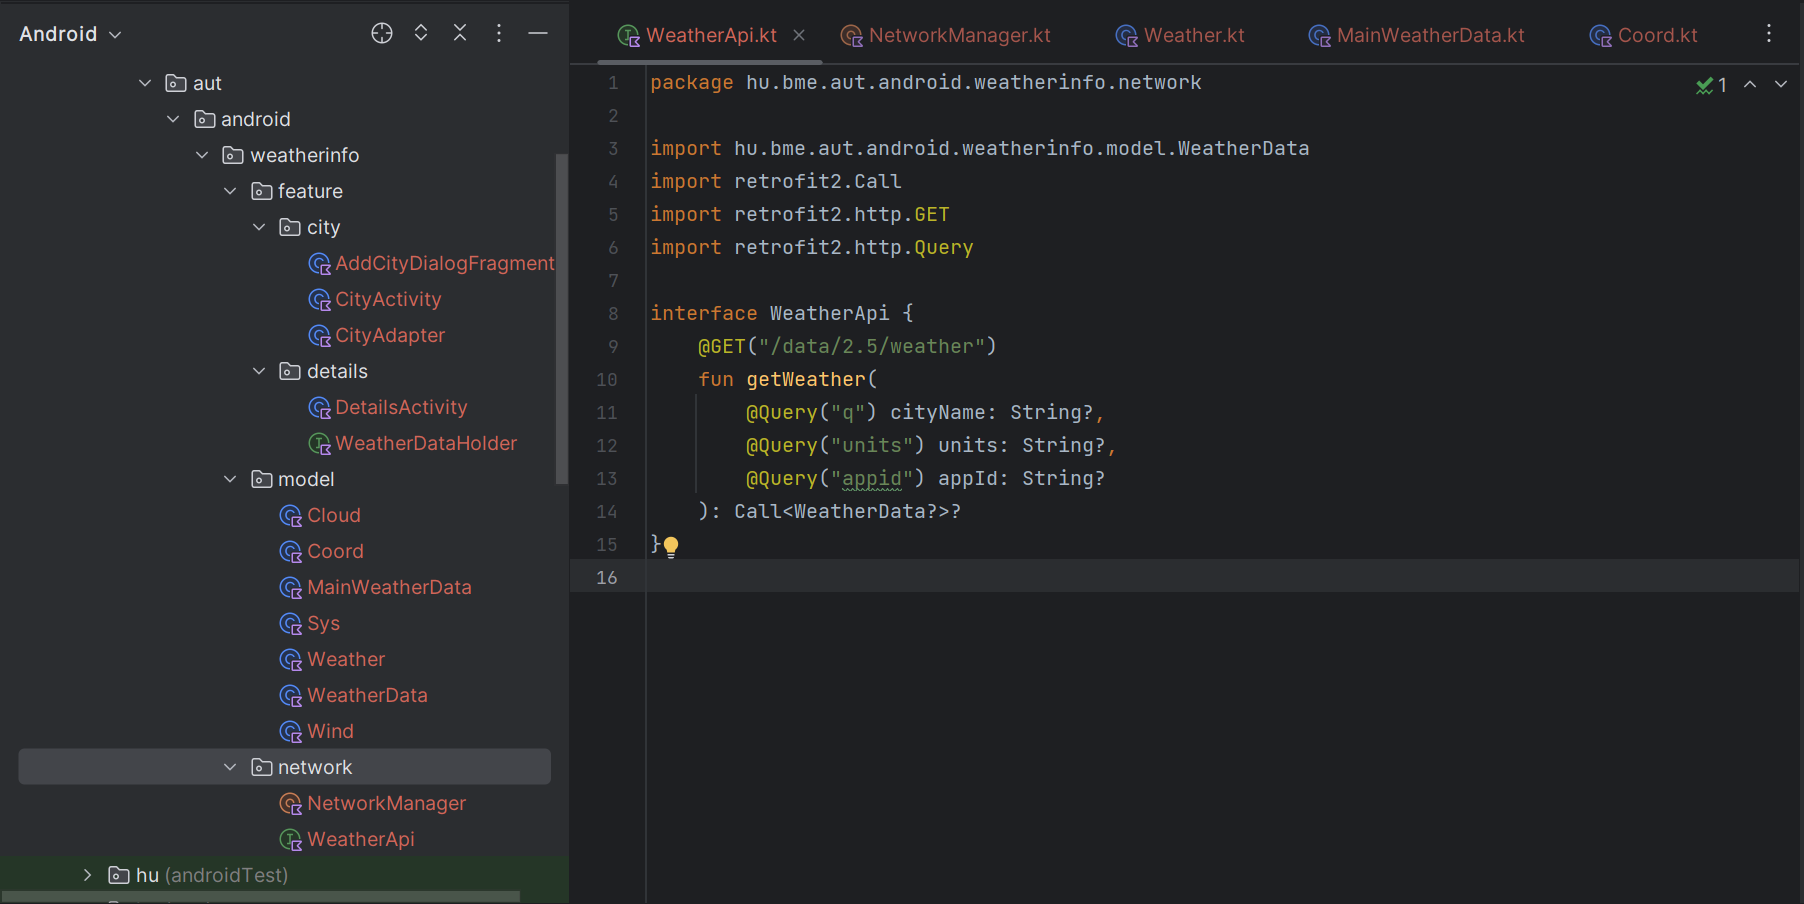 Android
aut
android
weatherinfo
feature
city
AddCityDialogFragment
CityActivity
CityAdapter
details
DetailsActivity
WeatherDataHolder
model
Cloud
Coord
MainWeatherData
Sys
Weather
WeatherData
Wind
network
NetworkManager
WeatherApi
hu (androidTest)
WeatherApi.kt NetworkManager.kt Weather.kt MainWeatherData.kt Coord.kt
1 package hu.bme.aut.android.weatherinfo.network 1
2
3 import hu.bme.aut.android.weatherinfo.model.WeatherData
4 import retrofit2.Call
5 import retrofit2.http.GET
6 import retrofit2.http.Query
7
8 interface WeatherApi {
9 @GET("/data/2.5/weather")
10 fun getWeather(
11 @Query("q") cityName: String?,
12 @Query("units") units: String?,
13 @Query("appid") appId: String?
14 ): Call<WeatherData?>?
15 }
16